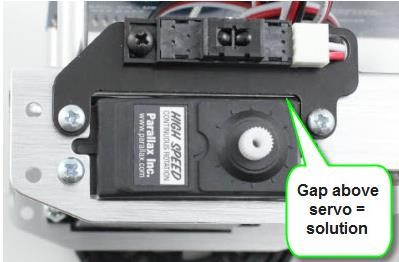 HIGH SPEED
CONTINUOUS ROTATION
Parallax Inc.
www.parallax.com
Gap above
servo =
solution